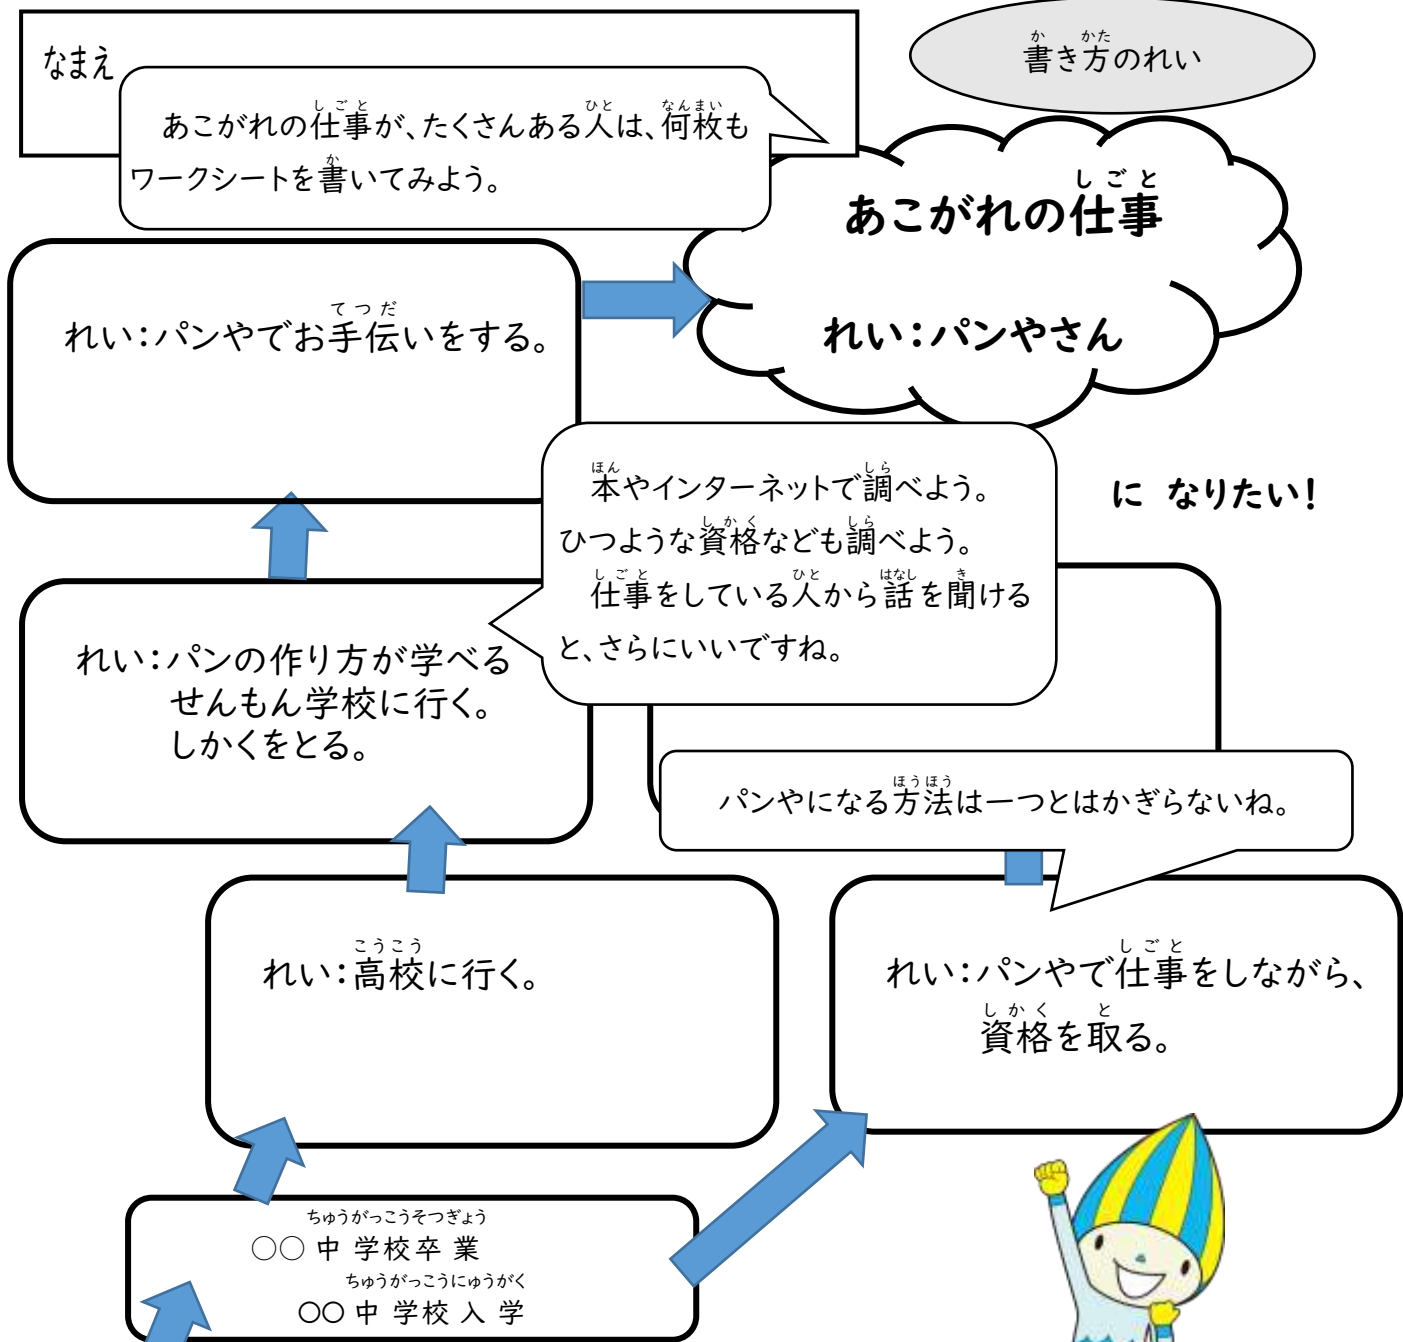 なまえ
書き方のれい
あこがれの仕事が、たくさんある人は、何枚も
ワークシートを書いてみよう。
あこがれの仕事
れい：パンやさん
に なりたい！
れい：パンやでお手伝いをする。
本やインターネットで調べよう。
ひつような資格なども調べよう。
仕事をしている人から話を聞ける
と、さらにいいですね。
れい：パンの作り方が学べる
せんもん学校に行く。
しかくをとる。
パンやになる方法は一つとはかぎらないね。
れい：高校に行く。
れい：パンやで仕事をしながら、
資格を取る。
○○中学校卒業
○○中学校入学